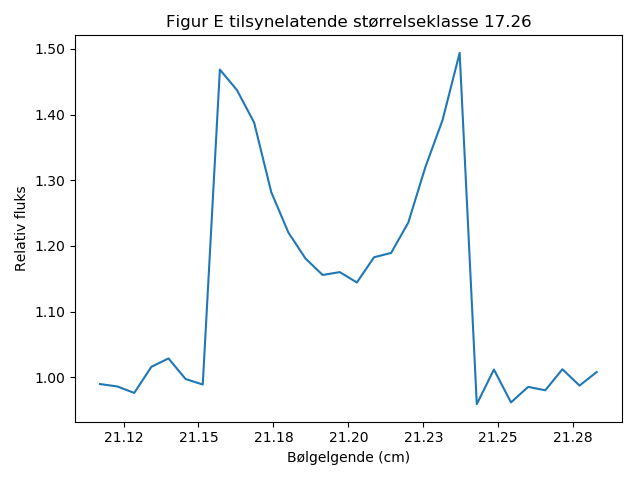 Figur E tilsynelatende størrelseklasse 17.26
1.50
1.40
1.30
1.20
1.10
1.00
Relativ fluks
21.12 21.15 21.18 21.20 21.23 21.25 21.28
Bølgelgende (cm)